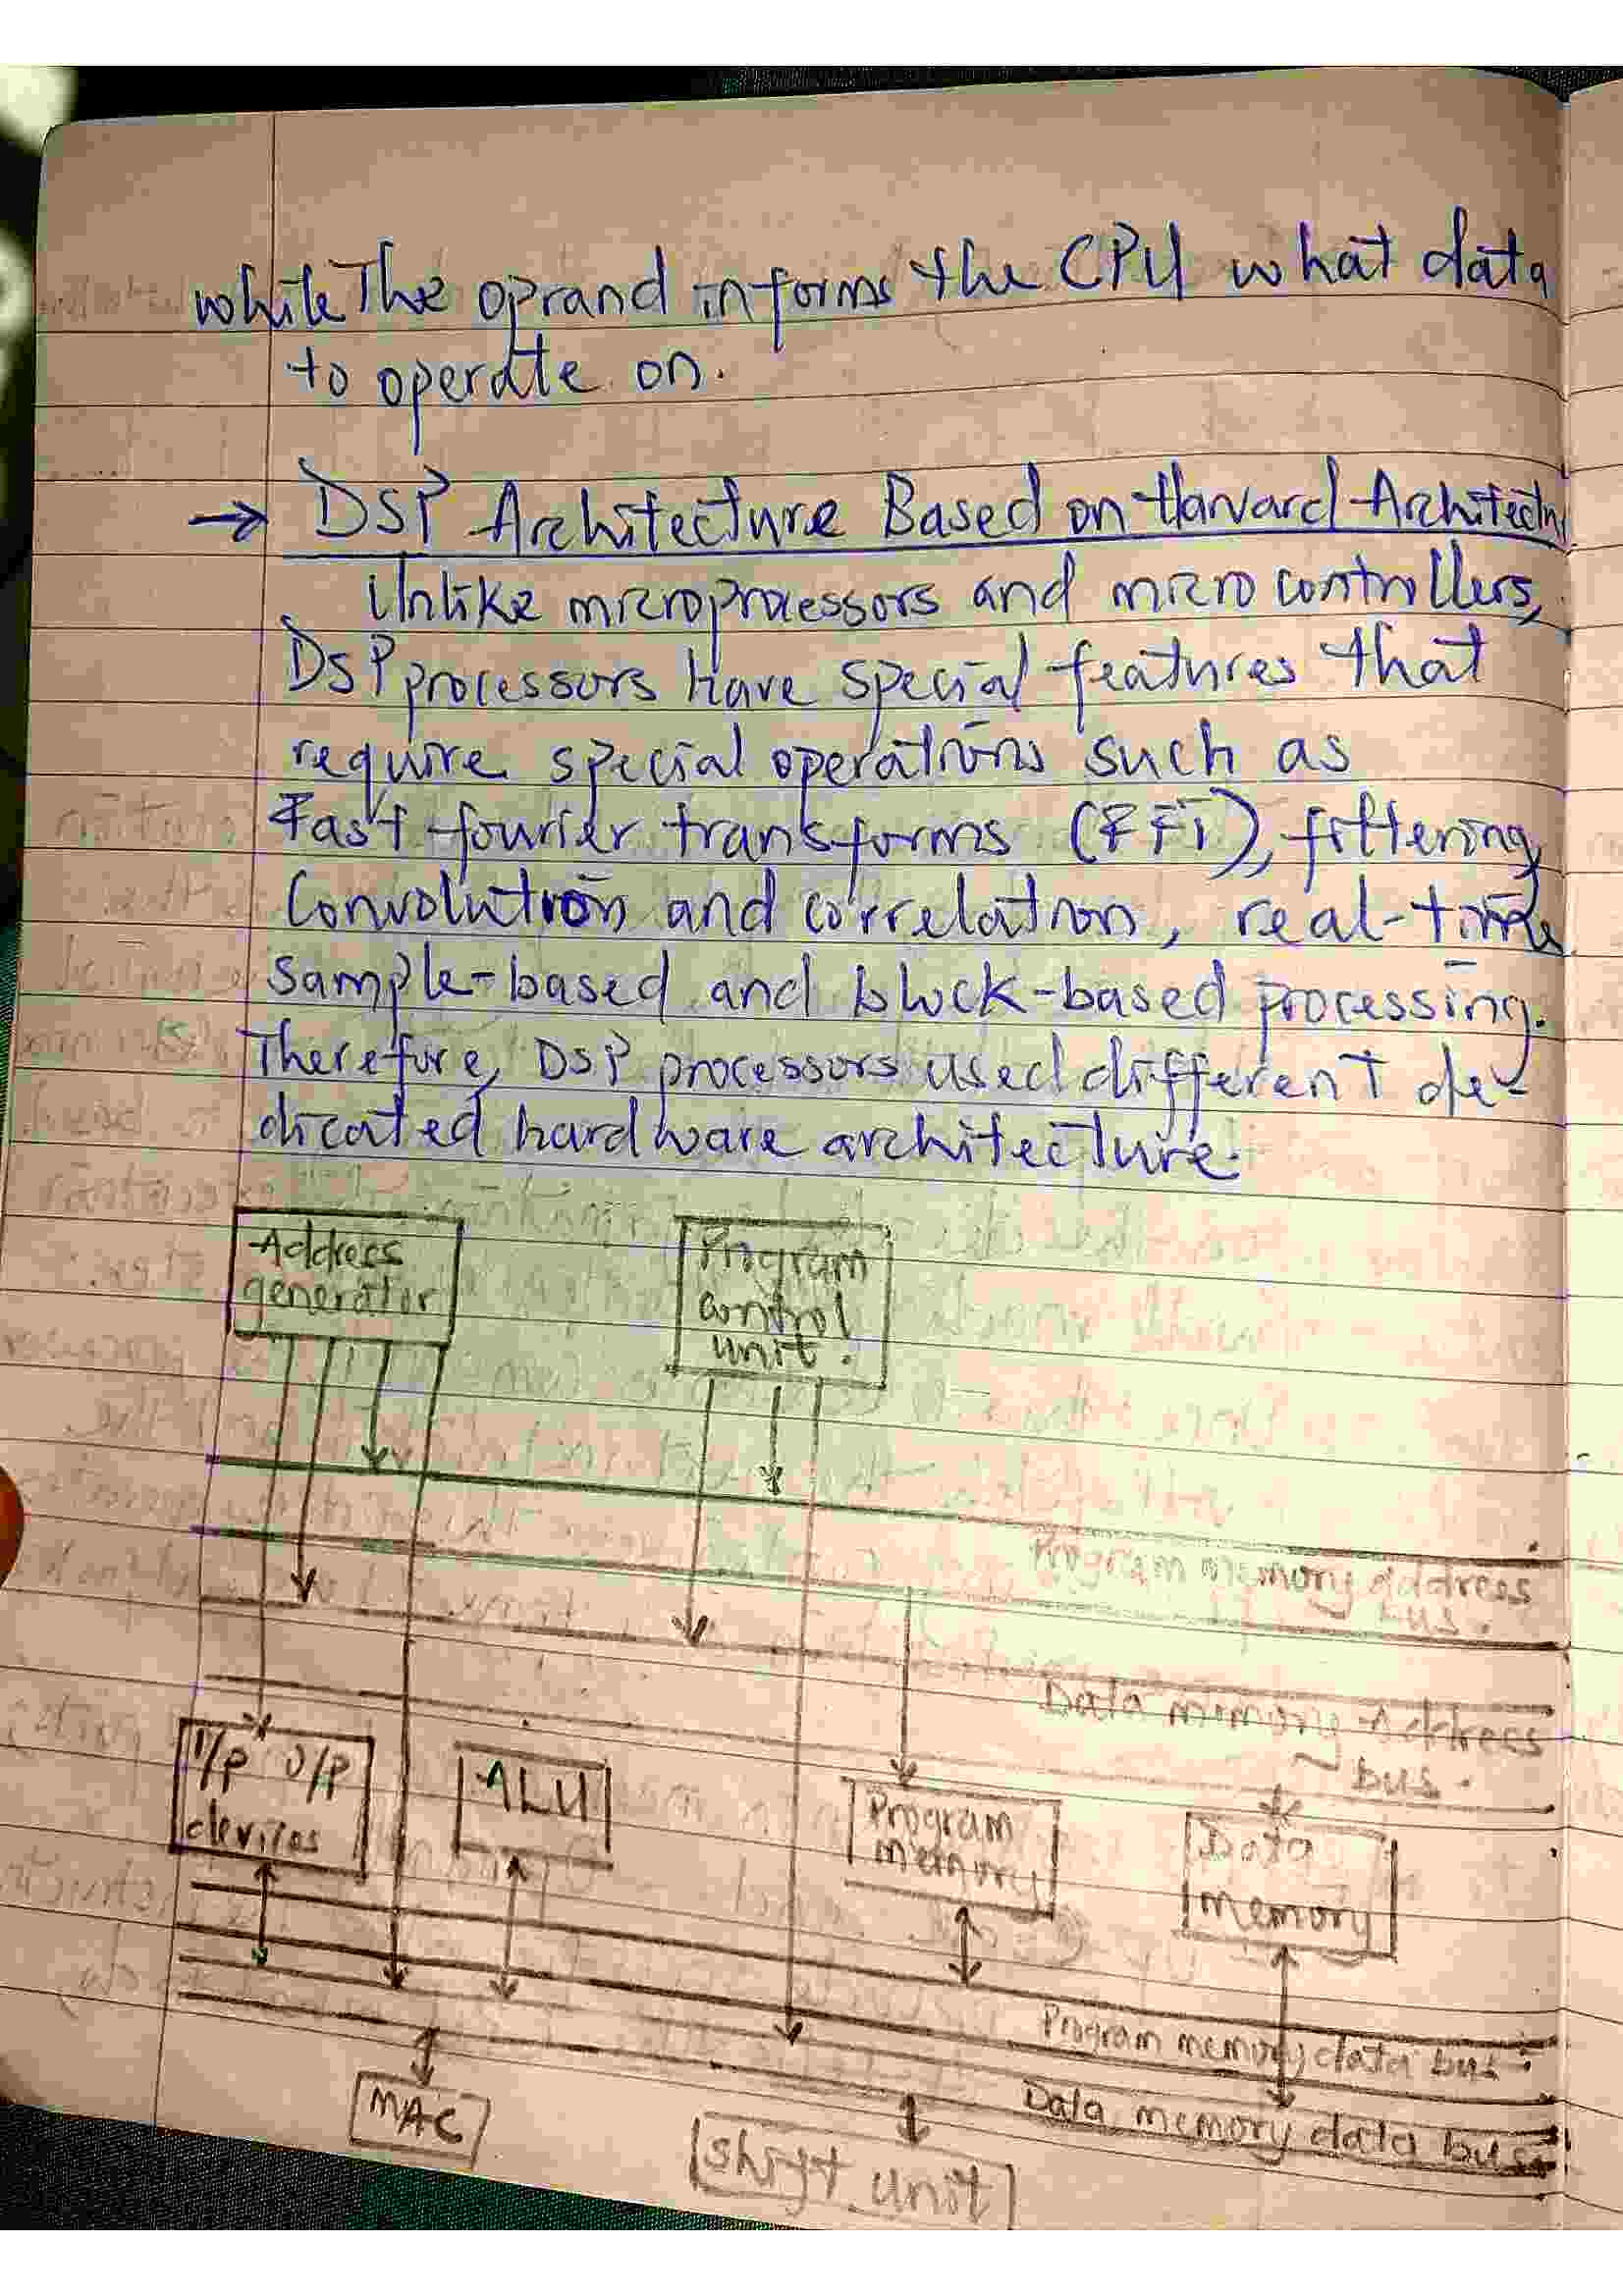 while The oprand informs the CPU what data
to operate on.
→ DSP Architecture Based on Harvard Architectu
Unlike microprocessors and microcontrollers,
DSP processors have special features that
require special operations such as
Fast fourier transforms (FFT), filtering,
Convolution and correlation, real-time
sample-based and block-based processing.
Therefore, DSP processors used different de-
dicated hardware architecture.
Address
generator
Program
control
unit.
Program memory address
bus.
Data memory Address
bus.
I/P O/P
devices
ALU
Program
memory
Data
memory
Program memory data bus.
Data memory data bus.
MAC
shift unit